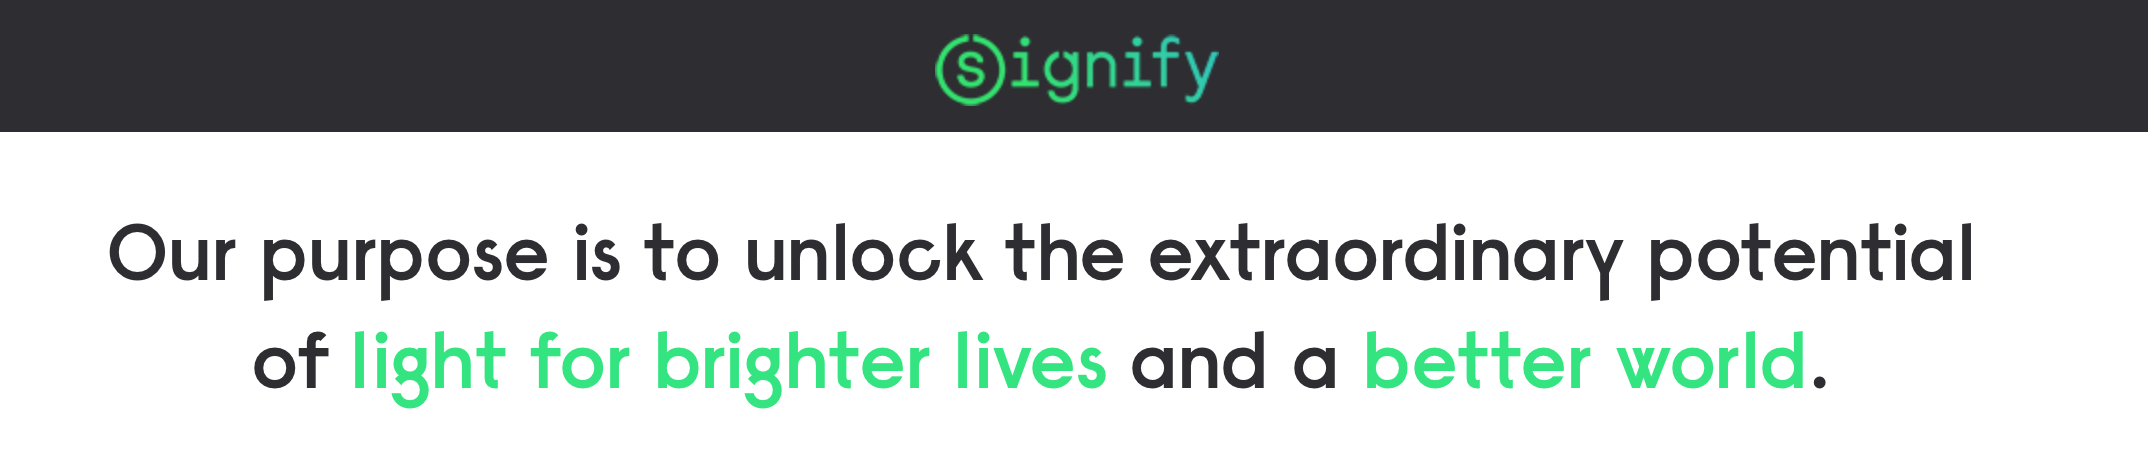 signify
Our purpose is to unlock the extraordinary potential
of light for brighter lives and a better world.